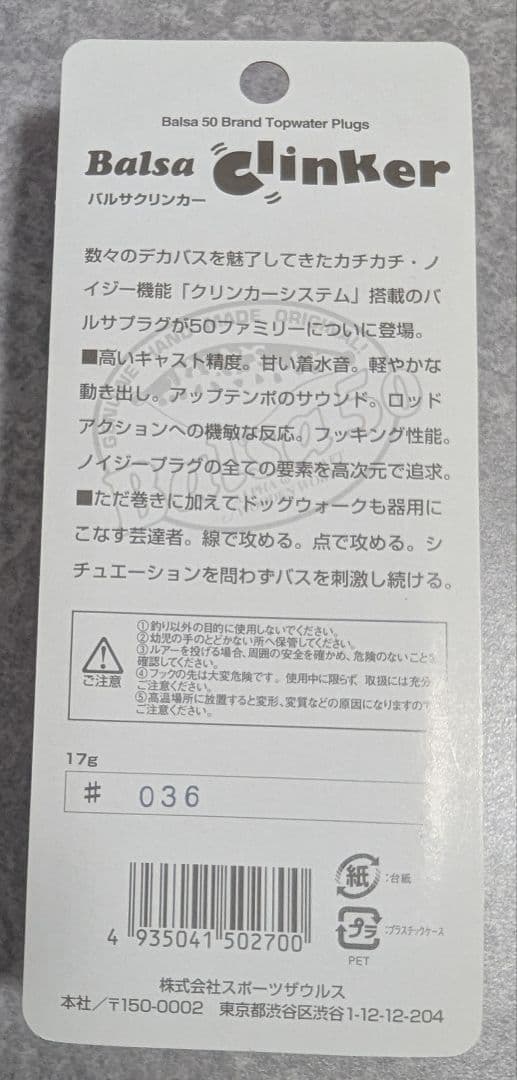 Balsa 50 Brand Topwater Plugs
Balsa Clinker
バルサクリンカー
数々のデカバスを魅了してきたカチカチ・ノ
イジー機能「クリンカーシステム」搭載のバ
ルサプラグが50ファミリーについに登場。
■高いキャスト精度。甘い着水音。軽やかな
動き出し。アップテンポのサウンド。ロッド
アクションへの機敏な反応。フッキング性能。
ノイジープラグの全ての要素を高次元で追求。
■ただ巻きに加えてドッグウォークも器用に
こなす芸達者。線で攻める。点で攻める。シ
チュエーションを問わずバスを刺激し続ける。
GENUINE HAND MADE ORIGINAL
Balsa50
ご注意
①釣り以外の目的に使用しないでください。
②幼児の手のとどかない所へ保管してください。
③ルアーを投げる場合、周囲の安全を確かめ、危険のないことを
確認してください。
④フックの先は大変危険です。使用中に限らず、取扱には充分
ご注意ください。
⑤高温場所に放置すると変形、変質などの原因になりますので
ご注意ください。
17g
# 036
4 935041 502700
紙 :台紙
プラ :プラスチックケース
PET
株式会社スポーツザウルス
本社/〒150-0002 東京都渋谷区渋谷1-12-12-204